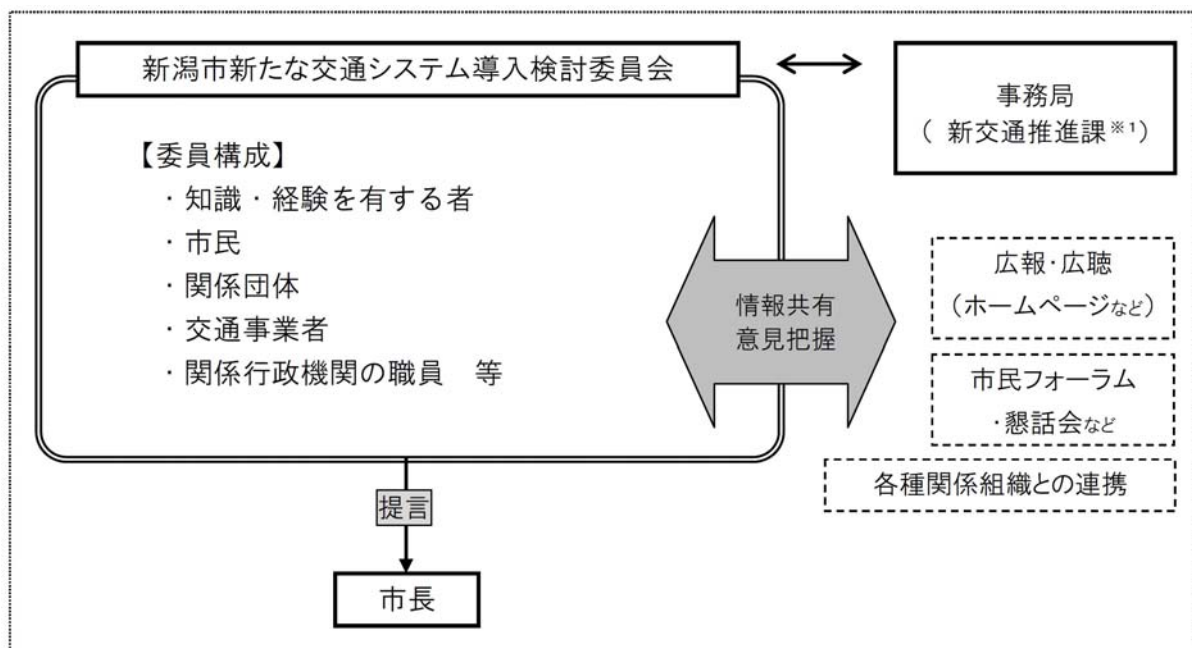 新潟市新たな交通システム導入検討委員会
事務局
（ 新交通推進課※1）
【委員構成】
・知識・経験を有する者
・市民
・関係団体
・交通事業者
・関係行政機関の職員　等
情報共有
意見把握
広報・広聴
（ホームページなど）
市民フォーラム
・懇話会など
各種関係組織との連携
提言
市長